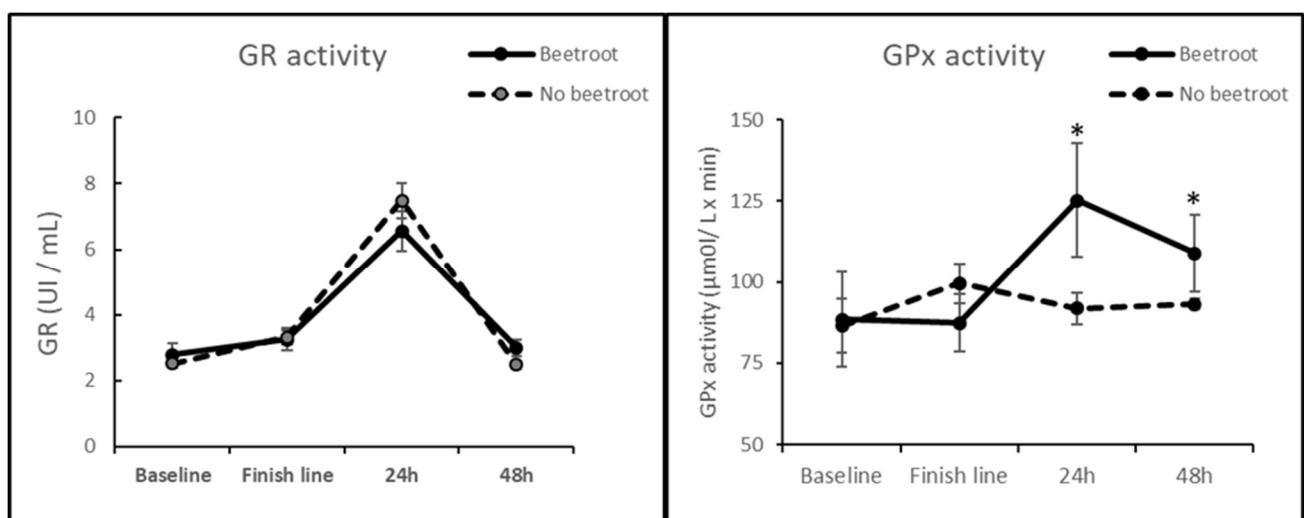 GR activity
Beetroot
No beetroot
10
8
6
4
2
0
GR (UI / mL)
Baseline
Finish line
24h
48h
GPx activity
Beetroot
No beetroot
150
125
100
75
50
GPx activity (µm0l/ L x min)
*
*
Baseline
Finish line
24h
48h